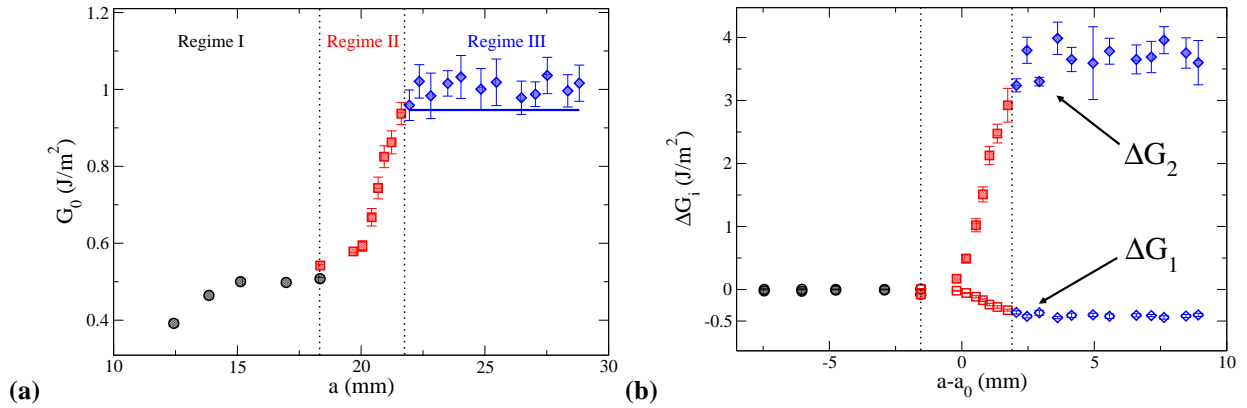 Regime I Regime II Regime III
G₀ (J/m²)
1.2
1
0.8
0.6
0.4
10 15 20 25 30
a (mm)
(a)
ΔGᵢ (J/m²)
4
3
2
1
0
-0.5
-5 0 5 10
a-a₀ (mm)
ΔG₂
ΔG₁
(b)